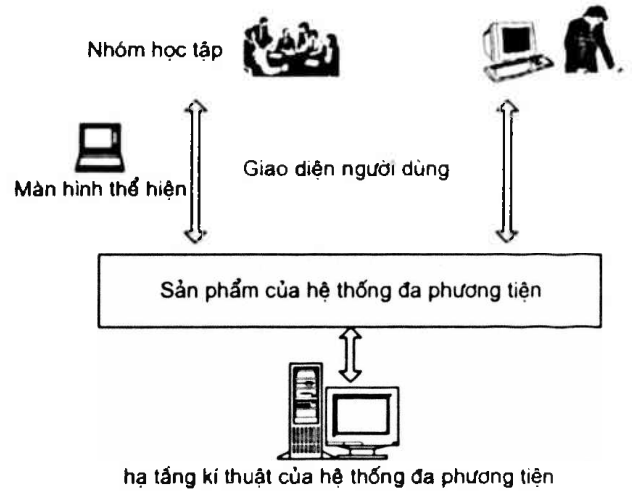 Nhóm học tập
Giao diện người dùng
Màn hình thể hiện
Sản phẩm của hệ thống đa phương tiện
hạ tầng kí thuật của hệ thống đa phương tiện